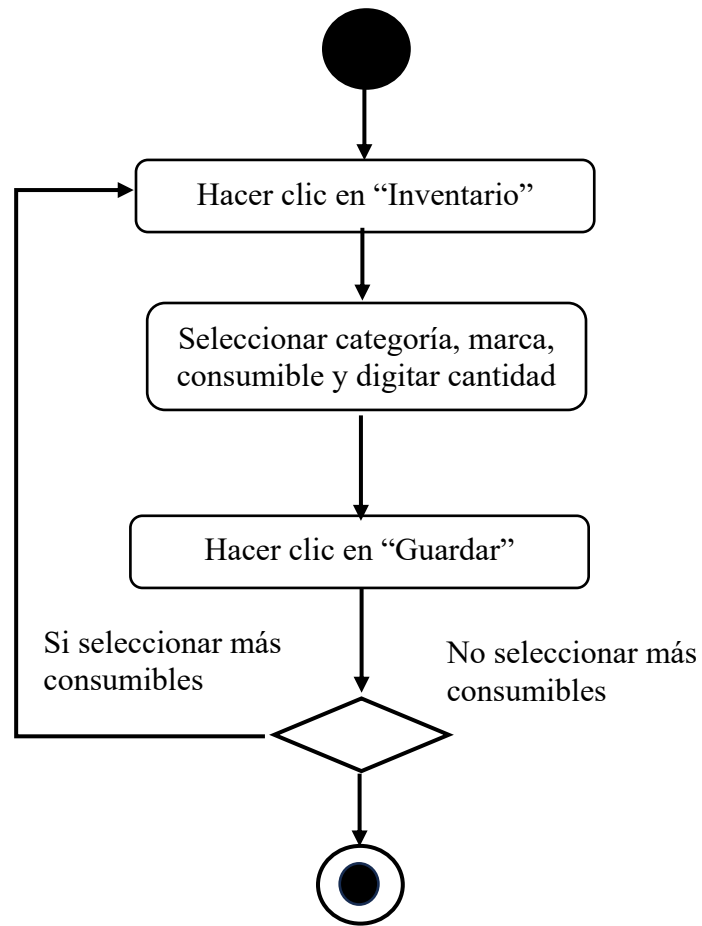 Hacer clic en “Inventario”
Seleccionar categoría, marca,
consumible y digitar cantidad
Hacer clic en “Guardar”
Si seleccionar más
consumibles
No seleccionar más
consumibles